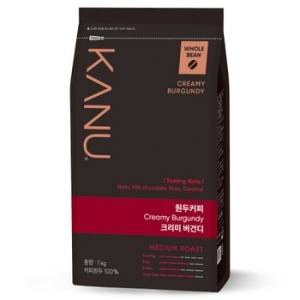 WHOLE
BEAN
CREAMY
BURGUNDY
KANU.
[ Tasting Note ]
Nutty, Milk chocolate, Plum, Caramel
원두커피
Creamy Burgundy
크리미 버건디
MEDIUM ROAST
중량 : 1kg
커피원두 100%